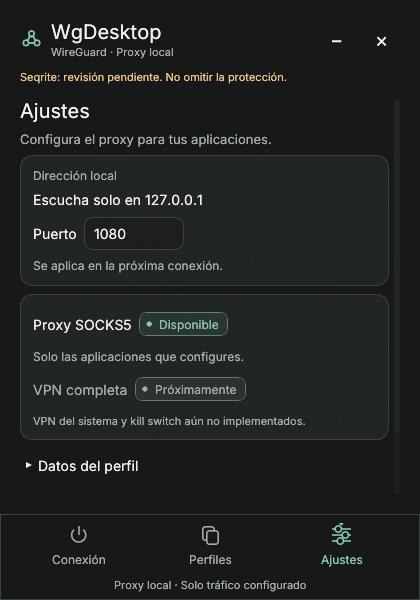 WgDesktop
WireGuard · Proxy local
Seqrite: revisión pendiente. No omitir la protección.
Ajustes
Configura el proxy para tus aplicaciones.
Dirección local
Escucha solo en 127.0.0.1
Puerto 1080
Se aplica en la próxima conexión.
Proxy SOCKS5 • Disponible
Solo las aplicaciones que configures.
VPN completa • Próximamente
VPN del sistema y kill switch aún no implementados.
Datos del perfil
Conexión Perfiles Ajustes
Proxy local · Solo tráfico configurado